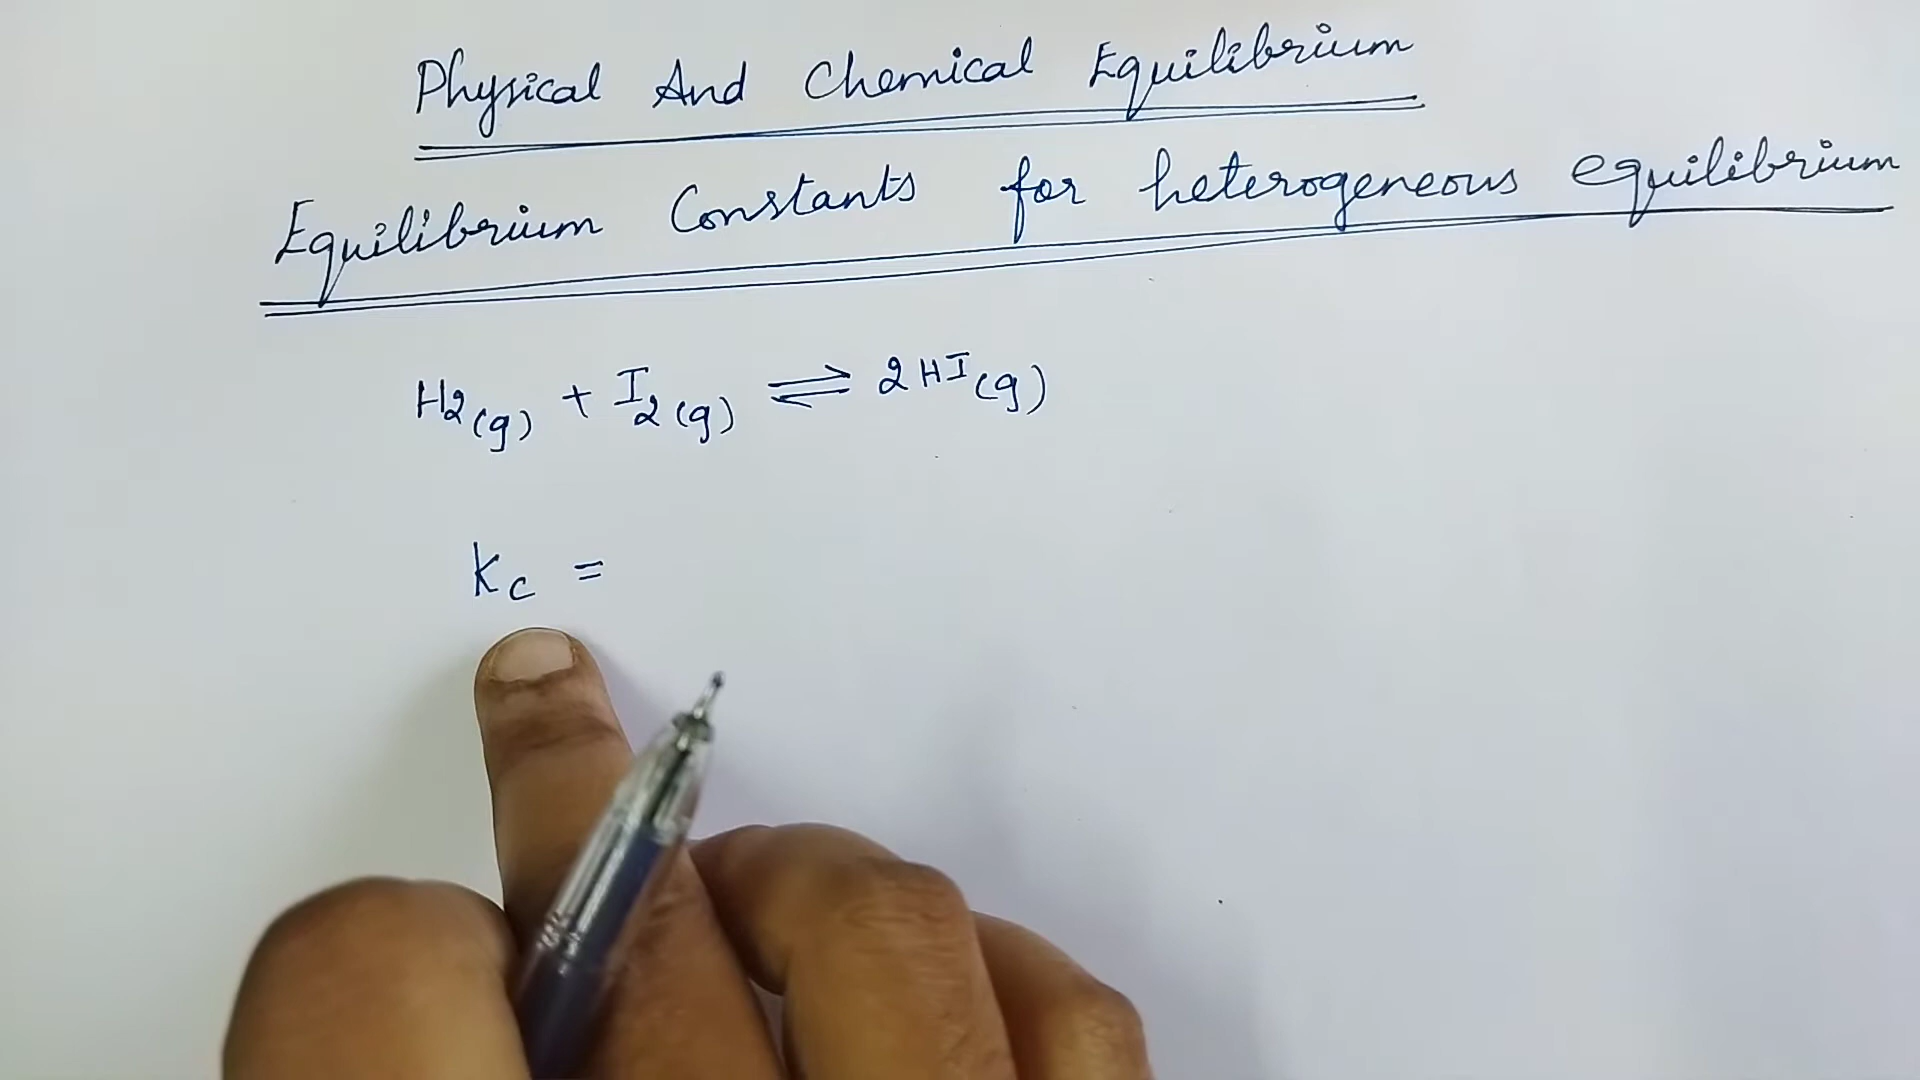 Physical And Chemical Equilibrium
Equilibrium Constants for heterogeneous equilibrium
H2(g) + I2(g) ⇌ 2HI(g)
Kc =